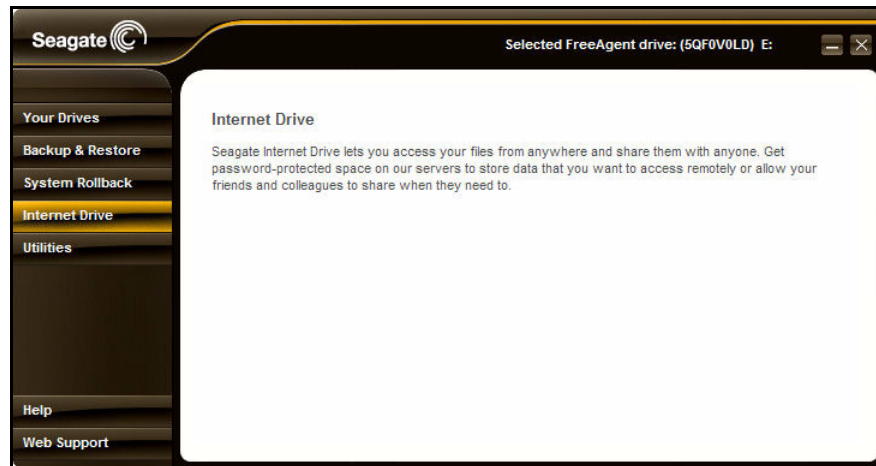 Seagate
Selected FreeAgent drive: (5QF0V0LD) E:
Your Drives
Backup & Restore
System Rollback
Internet Drive
Utilities
Help
Web Support
Internet Drive
Seagate Internet Drive lets you access your files from anywhere and share them with anyone. Get
password-protected space on our servers to store data that you want to access remotely or allow your
friends and colleagues to share when they need to.